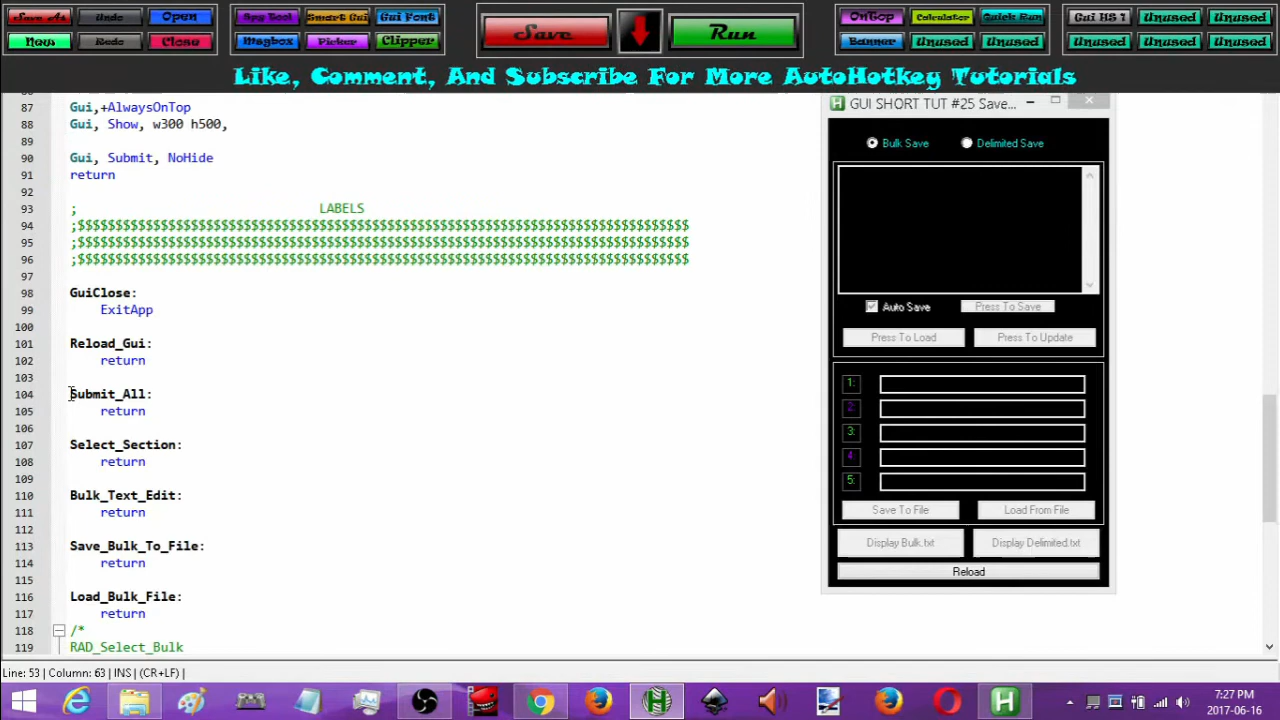 Save As
Undo
Open
Spy Tool
Smart Gui
Gui Font
Save
Run
OnTop
Calculator
Quick Run
Gui HS 1
Unused
Unused
New
Redo
Close
Msgbox
Picker
Clipper
Banner
Unused
Unused
Unused
Unused
Unused
Like, Comment, And Subscribe For More AutoHotkey Tutorials
87 Gui,+AlwaysOnTop
88 Gui, Show, w300 h500,
89
90 Gui, Submit, NoHide
91 return
92
93 ; LABELS
94 ;$$$$$$$$$$$$$$$$$$$$$$$$$$$$$$$$$$$$$$$$$$$$$$$$$$$$$$$$$$$$$$$$$$$$$$$$$$$$$$$$$
95 ;$$$$$$$$$$$$$$$$$$$$$$$$$$$$$$$$$$$$$$$$$$$$$$$$$$$$$$$$$$$$$$$$$$$$$$$$$$$$$$$$$
96 ;$$$$$$$$$$$$$$$$$$$$$$$$$$$$$$$$$$$$$$$$$$$$$$$$$$$$$$$$$$$$$$$$$$$$$$$$$$$$$$$$$
97
98 GuiClose:
99 ExitApp
100
101 Reload_Gui:
102 return
103
104 Submit_All:
105 return
106
107 Select_Section:
108 return
109
110 Bulk_Text_Edit:
111 return
112
113 Save_Bulk_To_File:
114 return
115
116 Load_Bulk_File:
117 return
118 /*
119 RAD_Select_Bulk
GUI SHORT TUT #25 Save...
Bulk Save
Delimited Save
Auto Save
Press To Save
Press To Load
Press To Update
1:
2:
3:
4:
5:
Save To File
Load From File
Display Bulk.txt
Display Delimited.txt
Reload
Line: 53 | Column: 63 | INS | (CR+LF) |
7:27 PM
2017-06-16